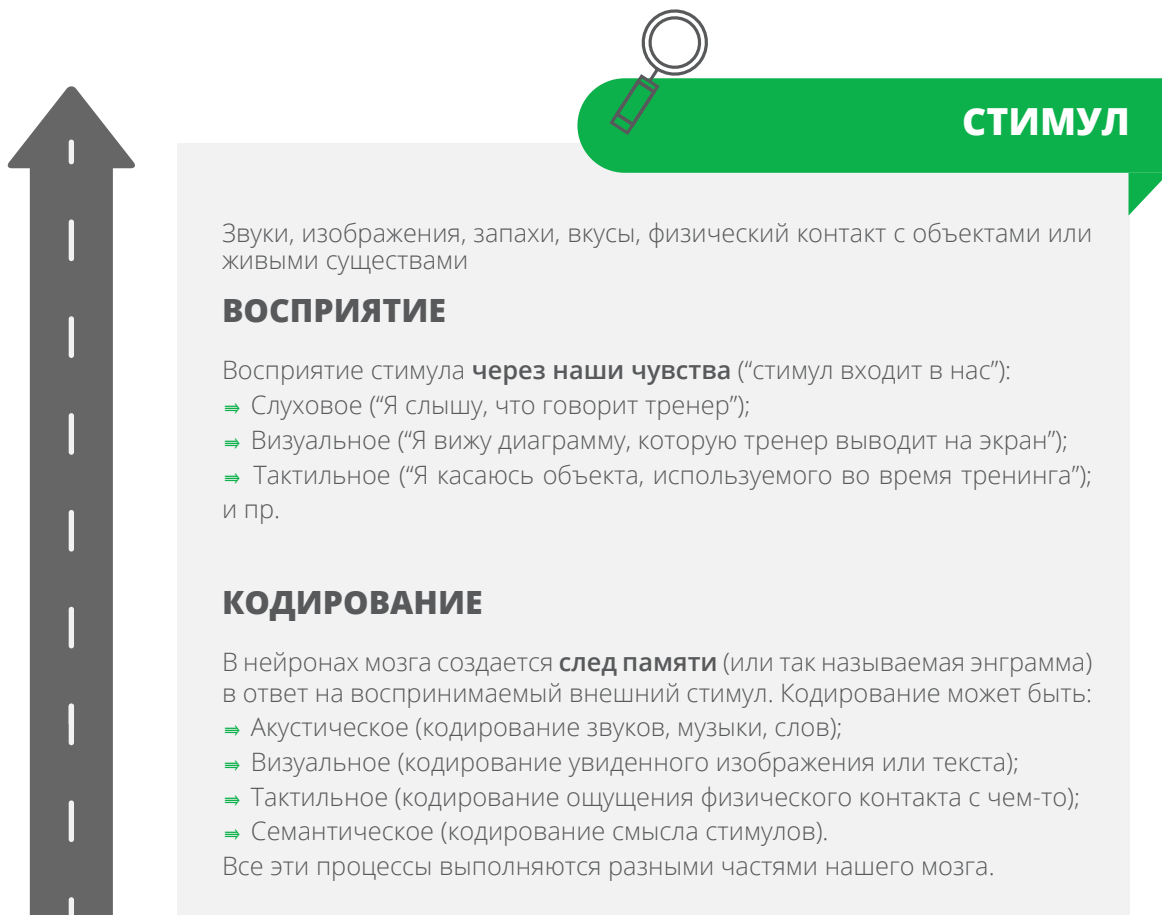 СТИМУЛ
Звуки, изображения, запахи, вкусы, физический контакт с объектами или
живыми существами
ВОСПРИЯТИЕ
Восприятие стимула через наши чувства (“стимул входит в нас”):
⇛ Слуховое (“Я слышу, что говорит тренер”);
⇛ Визуальное (“Я вижу диаграмму, которую тренер выводит на экран”);
⇛ Тактильное (“Я касаюсь объекта, используемого во время тренинга”);
и пр.
КОДИРОВАНИЕ
В нейронах мозга создается след памяти (или так называемая энграмма)
в ответ на воспринимаемый внешний стимул. Кодирование может быть:
⇛ Акустическое (кодирование звуков, музыки, слов);
⇛ Визуальное (кодирование увиденного изображения или текста);
⇛ Тактильное (кодирование ощущения физического контакта с чем-то);
⇛ Семантическое (кодирование смысла стимулов).
Все эти процессы выполняются разными частями нашего мозга.